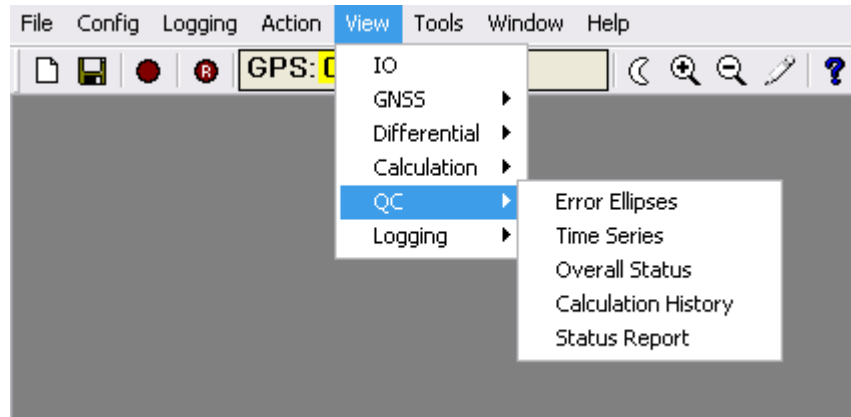 File Config Logging Action View Tools Window Help
R GPS: ?
IO
GNSS
Differential
Calculation
QC
Logging
Error Ellipses
Time Series
Overall Status
Calculation History
Status Report